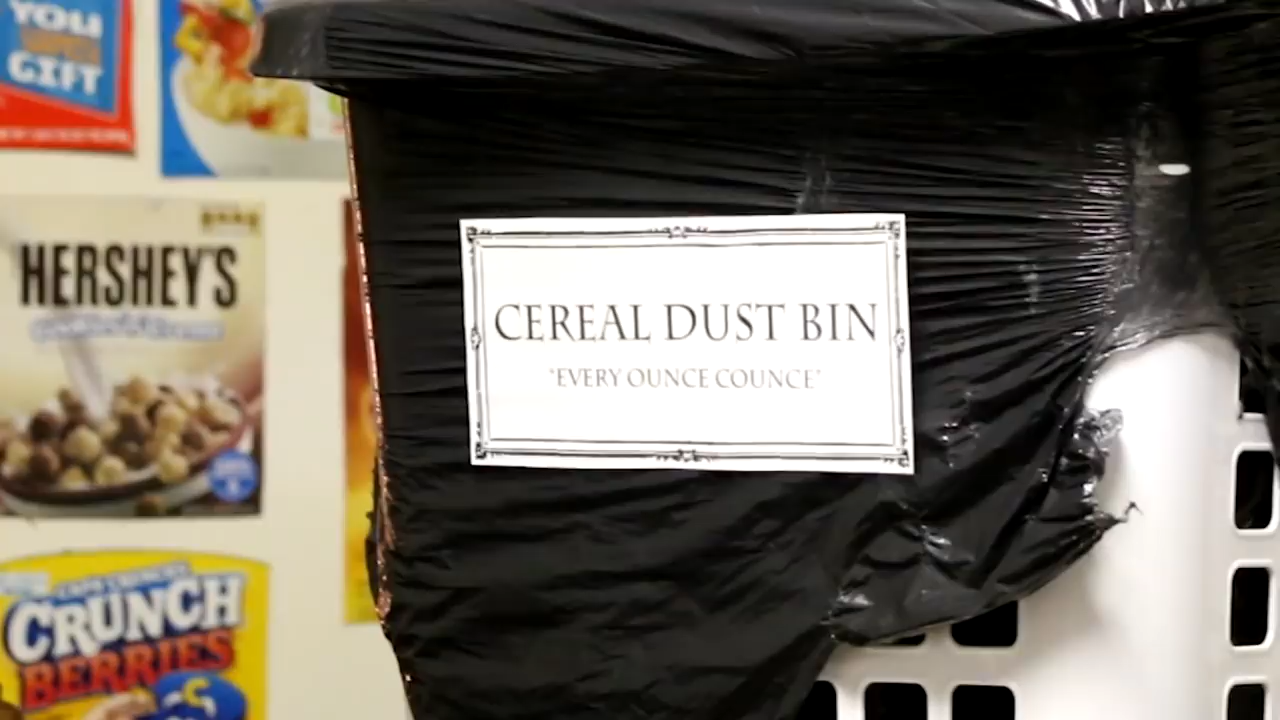 YOU
GIFT
HERSHEY'S
CRUNCH
BERRIES
CEREAL DUST BIN
"EVERY OUNCE COUNCE"